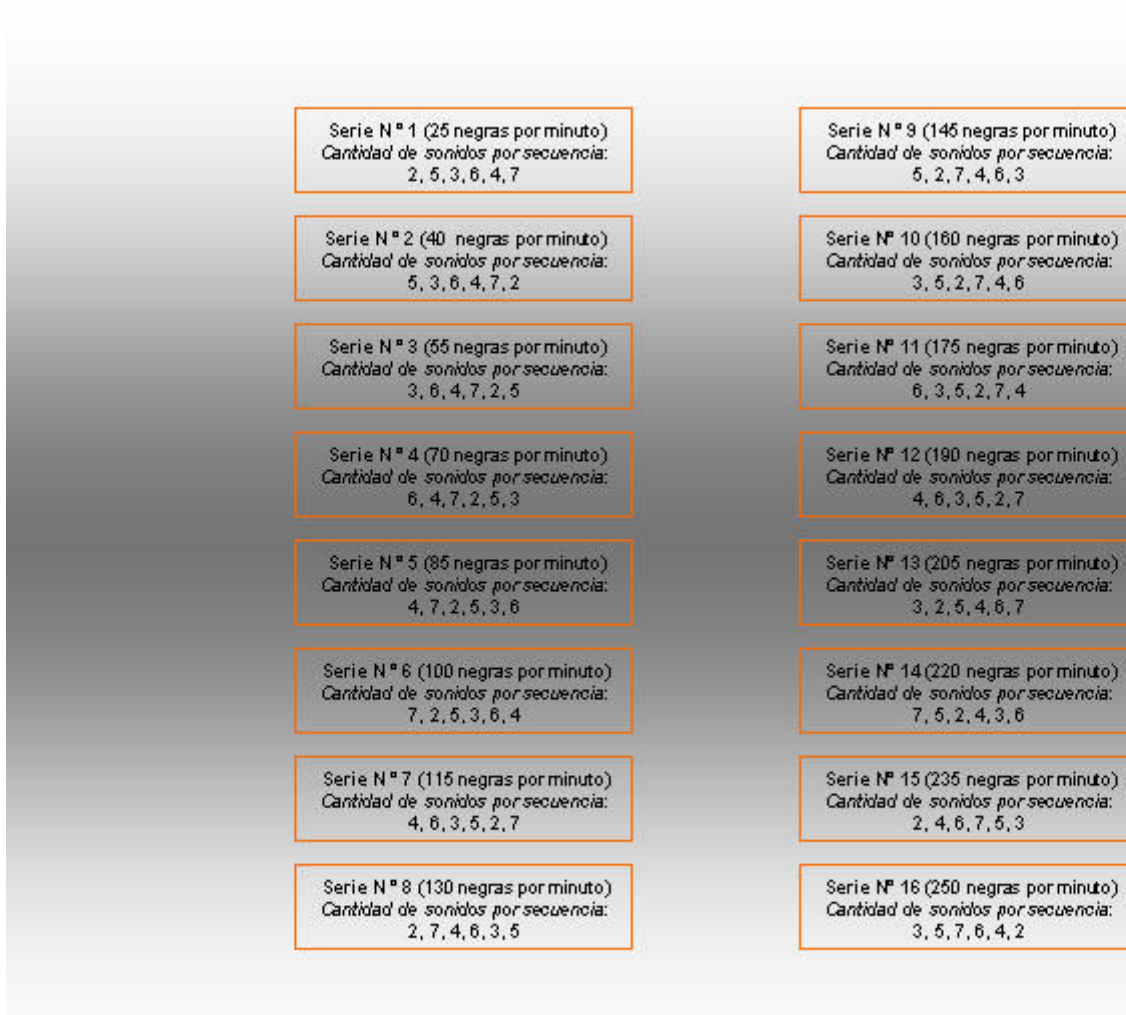 Serie N º 1 (25 negras por minuto)
Cantidad de sonidos por secuencia:
2, 5, 3, 6, 4, 7
Serie N º 2 (40 negras por minuto)
Cantidad de sonidos por secuencia:
5, 3, 6, 4, 7, 2
Serie N º 3 (55 negras por minuto)
Cantidad de sonidos por secuencia:
3, 6, 4, 7, 2, 5
Serie N º 4 (70 negras por minuto)
Cantidad de sonidos por secuencia:
6, 4, 7, 2, 5, 3
Serie N º 5 (85 negras por minuto)
Cantidad de sonidos por secuencia:
4, 7, 2, 5, 3, 6
Serie N º 6 (100 negras por minuto)
Cantidad de sonidos por secuencia:
7, 2, 5, 3, 6, 4
Serie N º 7 (115 negras por minuto)
Cantidad de sonidos por secuencia:
4, 6, 3, 5, 2, 7
Serie N º 8 (130 negras por minuto)
Cantidad de sonidos por secuencia:
2, 7, 4, 6, 3, 5
Serie N º 9 (145 negras por minuto)
Cantidad de sonidos por secuencia:
5, 2, 7, 4, 6, 3
Serie Nº 10 (160 negras por minuto)
Cantidad de sonidos por secuencia:
3, 5, 2, 7, 4, 6
Serie Nº 11 (175 negras por minuto)
Cantidad de sonidos por secuencia:
6, 3, 5, 2, 7, 4
Serie Nº 12 (190 negras por minuto)
Cantidad de sonidos por secuencia:
4, 6, 3, 5, 2, 7
Serie Nº 13 (205 negras por minuto)
Cantidad de sonidos por secuencia:
3, 2, 5, 4, 6, 7
Serie Nº 14 (220 negras por minuto)
Cantidad de sonidos por secuencia:
7, 5, 2, 4, 3, 6
Serie Nº 15 (235 negras por minuto)
Cantidad de sonidos por secuencia:
2, 4, 6, 7, 5, 3
Serie Nº 16 (250 negras por minuto)
Cantidad de sonidos por secuencia:
3, 5, 7, 6, 4, 2